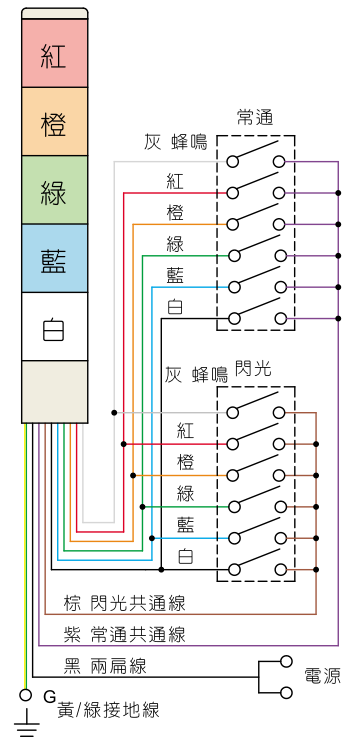 紅
橙
綠
藍
白
常通
灰 蜂鳴
紅
橙
綠
藍
白
灰 蜂鳴 閃光
紅
橙
綠
藍
白
棕 閃光共通線
紫 常通共通線
黑 兩扁線
電源
G
黃/綠接地線